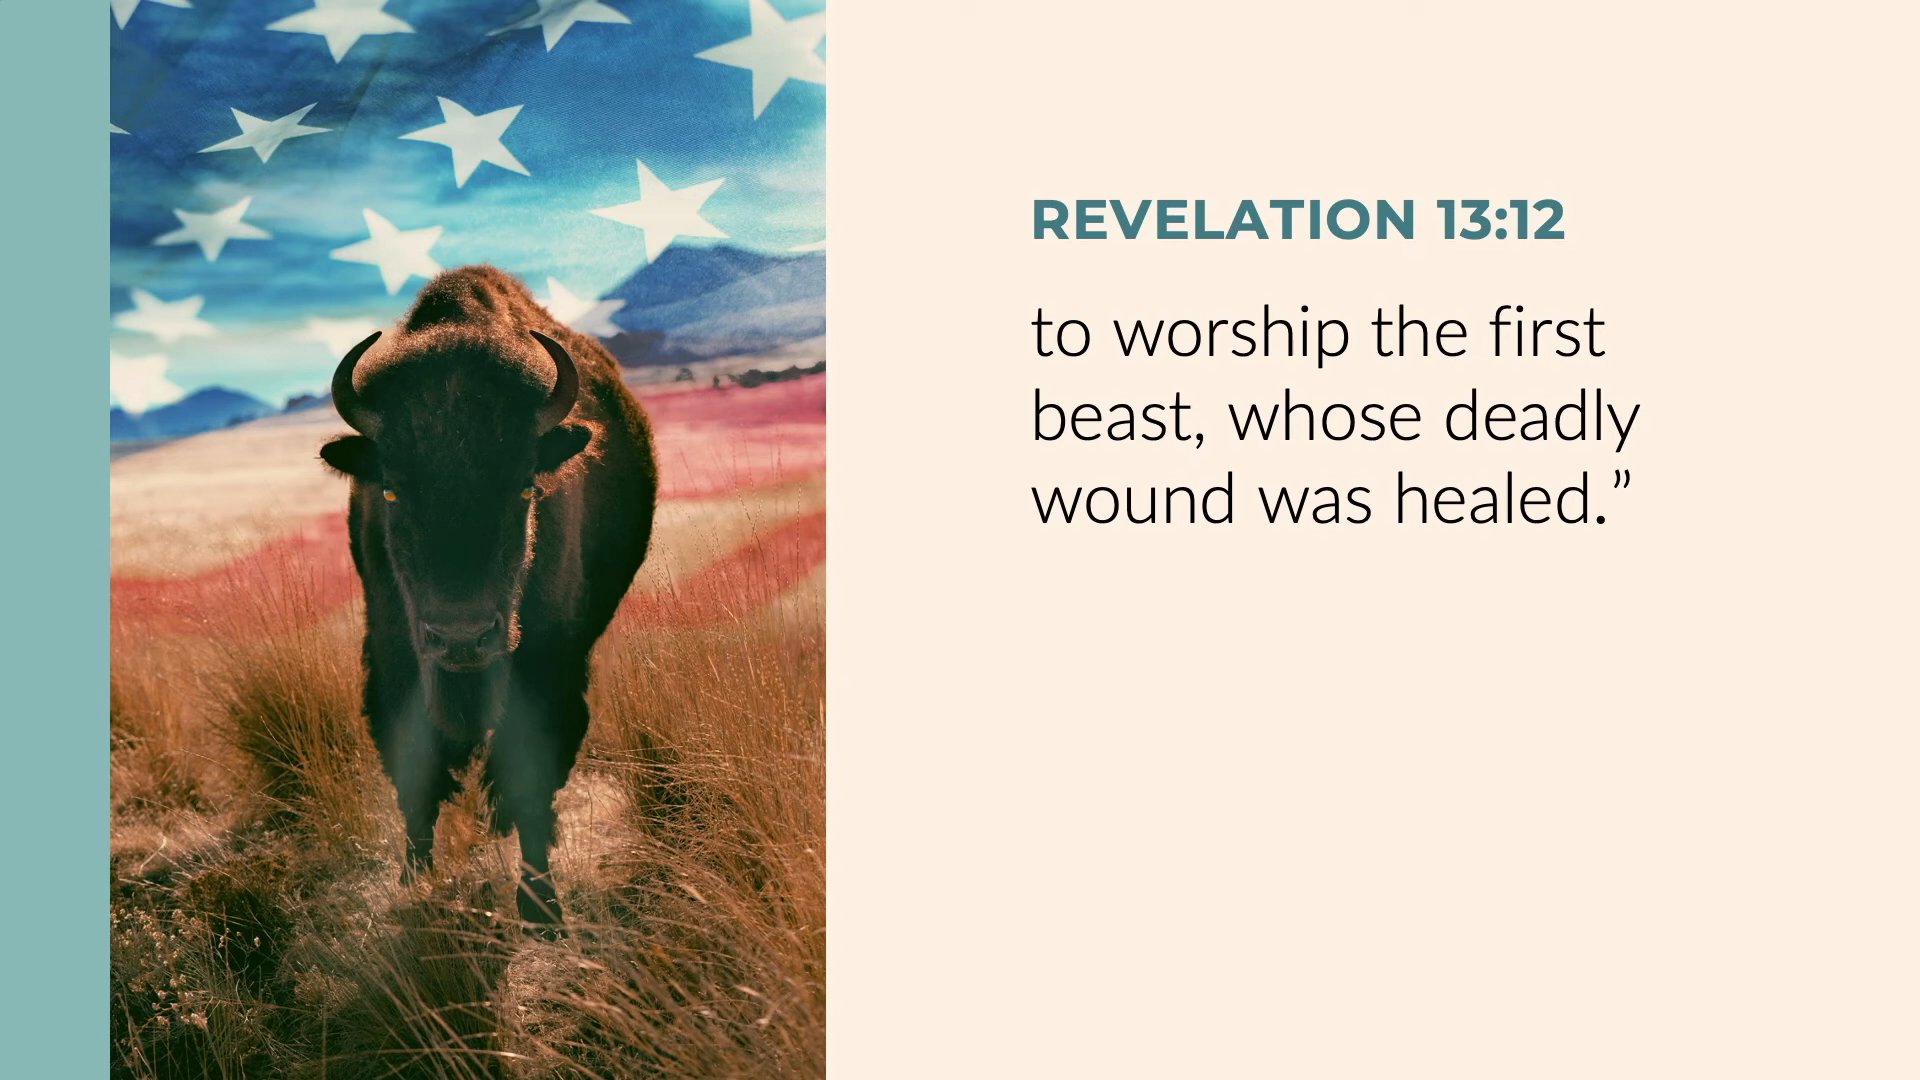 REVELATION 13:12
to worship the first
beast, whose deadly
wound was healed.”